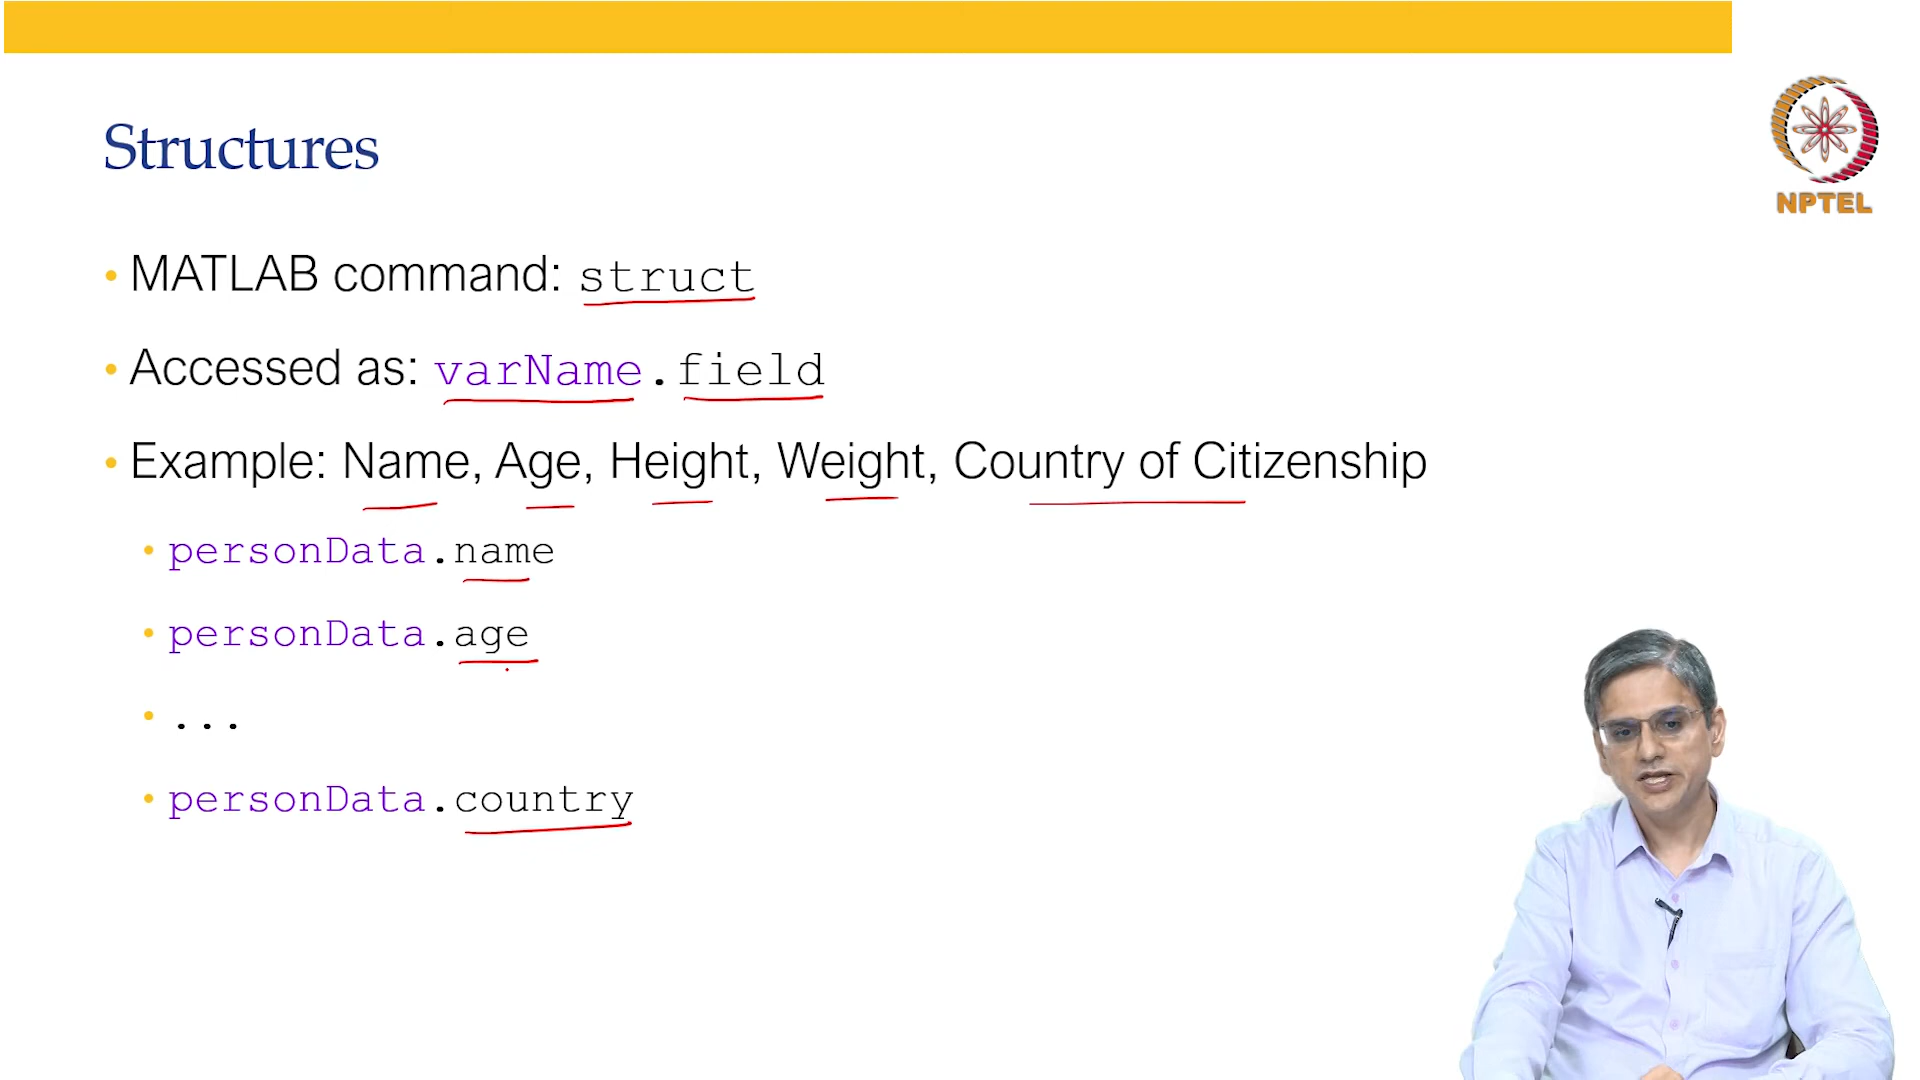 Structures
NPTEL
• MATLAB command: struct
• Accessed as: varName.field
• Example: Name, Age, Height, Weight, Country of Citizenship
• personData.name
• personData.age
• ...
• personData.country